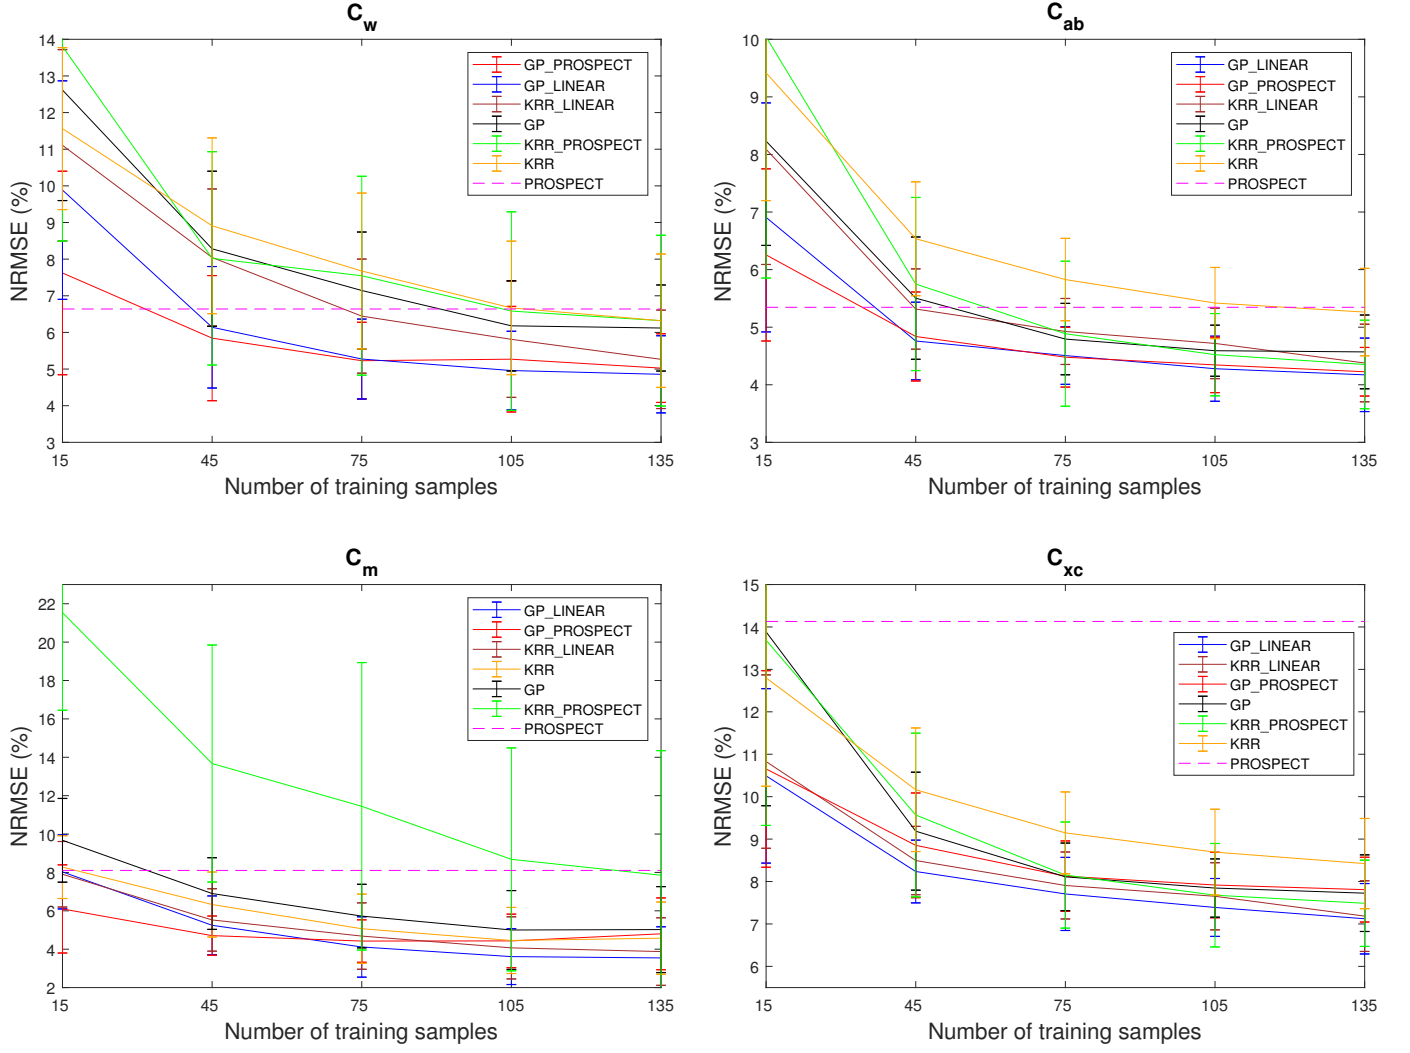 C_w
NRMSE (%)
14
13
12
11
10
9
8
7
6
5
4
3
GP_PROSPECT
GP_LINEAR
KRR_LINEAR
GP
KRR_PROSPECT
KRR
PROSPECT
15 45 75 105 135
Number of training samples
C_ab
NRMSE (%)
10
9
8
7
6
5
4
3
GP_LINEAR
GP_PROSPECT
KRR_LINEAR
GP
KRR_PROSPECT
KRR
PROSPECT
15 45 75 105 135
Number of training samples
C_m
NRMSE (%)
22
20
18
16
14
12
10
8
6
4
2
GP_LINEAR
GP_PROSPECT
KRR_LINEAR
KRR
GP
KRR_PROSPECT
PROSPECT
15 45 75 105 135
Number of training samples
C_xc
NRMSE (%)
15
14
13
12
11
10
9
8
7
6
GP_LINEAR
KRR_LINEAR
GP_PROSPECT
GP
KRR_PROSPECT
KRR
PROSPECT
15 45 75 105 135
Number of training samples